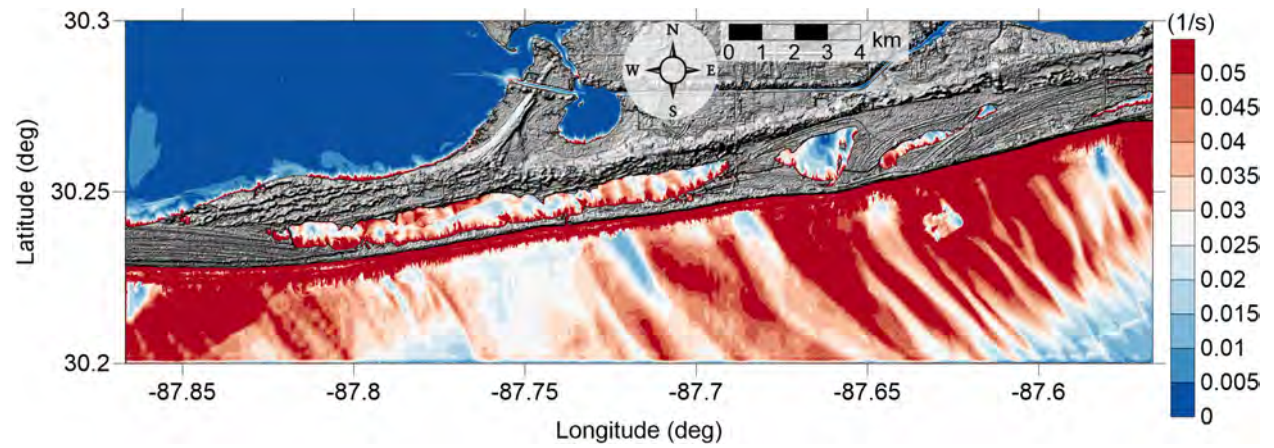 30.3
30.25
30.2
Latitude (deg)
N
W E
S
0 1 2 3 4 km
(1/s)
0.05
0.045
0.04
0.035
0.03
0.025
0.02
0.015
0.01
0.005
0
-87.85 -87.8 -87.75 -87.7 -87.65 -87.6
Longitude (deg)